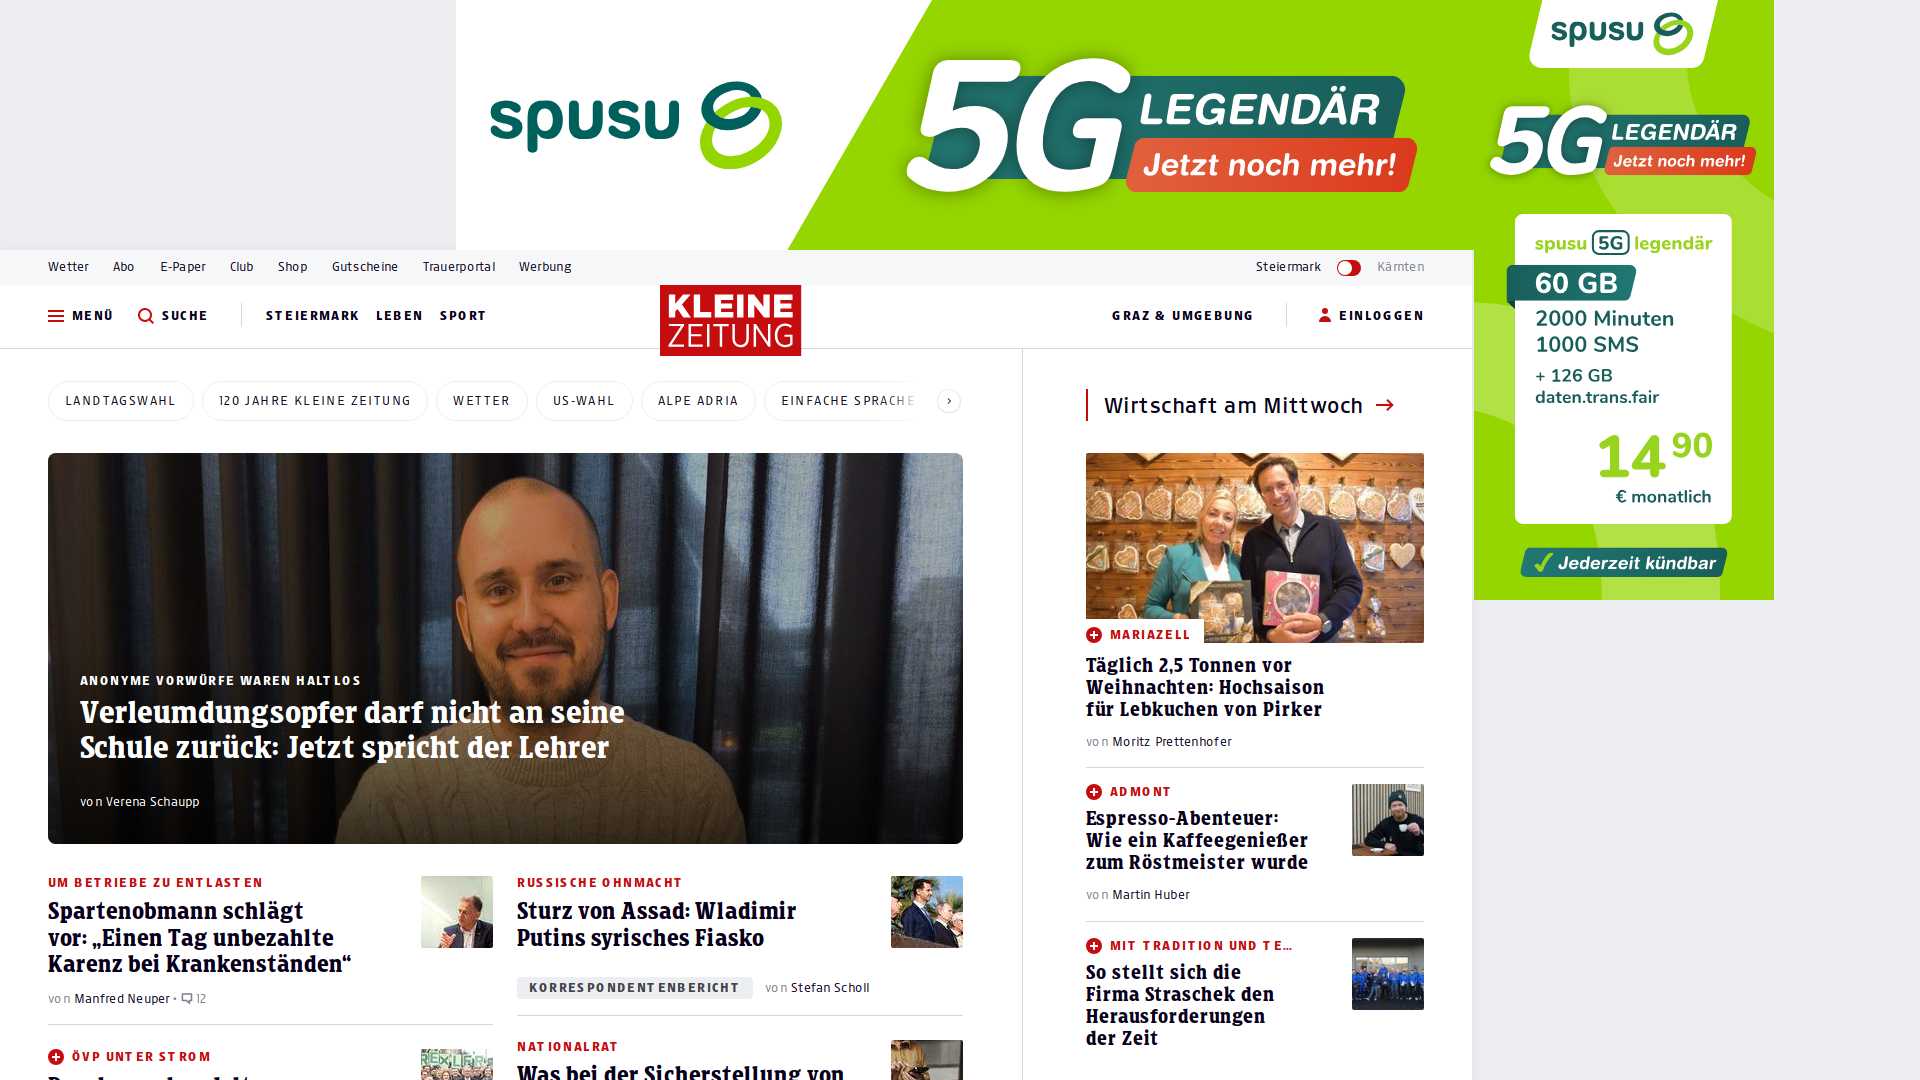 spusu
5G LEGENDÄR
Jetzt noch mehr!
spusu
5G LEGENDÄR
Jetzt noch mehr!
spusu 5G legendär
60 GB
2000 Minuten
1000 SMS
+ 126 GB
daten.trans.fair
14 90
€ monatlich
Jederzeit kündbar
Wetter Abo E-Paper Club Shop Gutscheine Trauerportal Werbung
Steiermark Kärnten
MENÜ SUCHE STEIERMARK LEBEN SPORT
KLEINE
ZEITUNG
GRAZ & UMGEBUNG EINLOGGEN
LANDTAGSWAHL 120 JAHRE KLEINE ZEITUNG WETTER US-WAHL ALPE ADRIA EINFACHE SPRACHE
ANONYME VORWÜRFE WAREN HALTLOS
Verleumdungsopfer darf nicht an seine
Schule zurück: Jetzt spricht der Lehrer
von Verena Schaupp
UM BETRIEBE ZU ENTLASTEN
Spartenobmann schlägt
vor: „Einen Tag unbezahlte
Karenz bei Krankenständen“
von Manfred Neuper • 12
ÖVP UNTER STROM
RUSSISCHE OHNMACHT
Sturz von Assad: Wladimir
Putins syrisches Fiasko
KORRESPONDENTENBERICHT von Stefan Scholl
NATIONALRAT
Was bei der Sicherstellung von
Wirtschaft am Mittwoch
MARIAZELL
Täglich 2,5 Tonnen vor
Weihnachten: Hochsaison
für Lebkuchen von Pirker
von Moritz Prettenhofer
ADMONT
Espresso-Abenteuer:
Wie ein Kaffeegenießer
zum Röstmeister wurde
von Martin Huber
MIT TRADITION UND TE…
So stellt sich die
Firma Straschek den
Herausforderungen
der Zeit